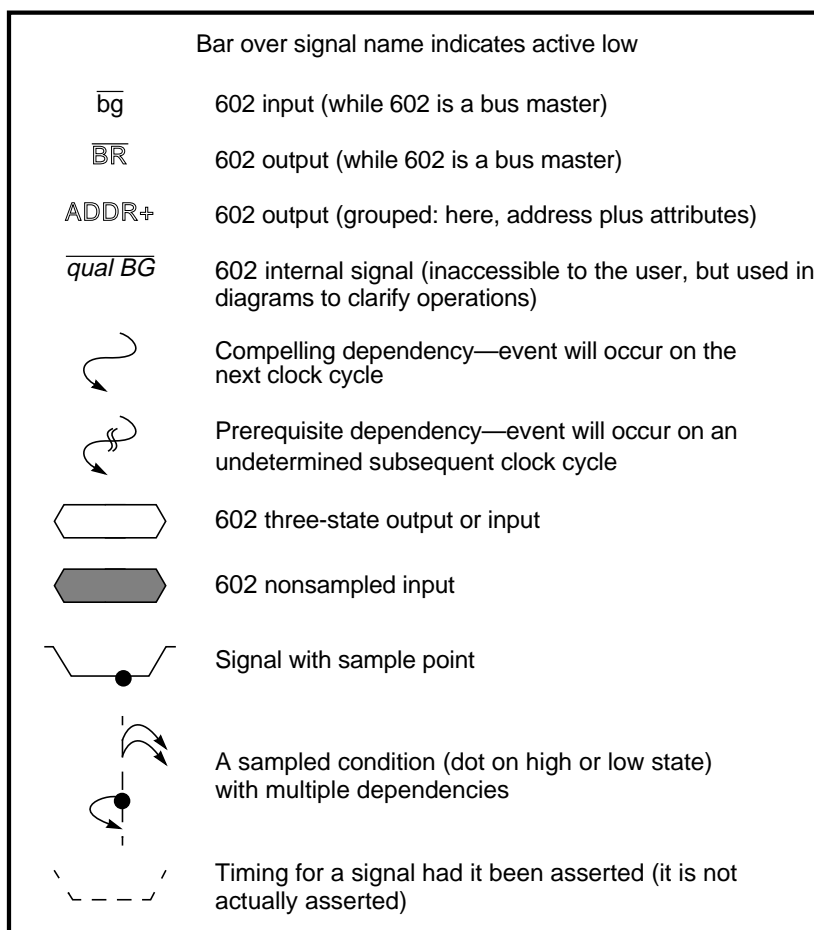 Bar over signal name indicates active low
bg 602 input (while 602 is a bus master)
BR 602 output (while 602 is a bus master)
ADDR+ 602 output (grouped: here, address plus attributes)
qual BG 602 internal signal (inaccessible to the user, but used in
diagrams to clarify operations)
Compelling dependency—event will occur on the
next clock cycle
Prerequisite dependency—event will occur on an
undetermined subsequent clock cycle
602 three-state output or input
602 nonsampled input
Signal with sample point
A sampled condition (dot on high or low state)
with multiple dependencies
Timing for a signal had it been asserted (it is not
actually asserted)